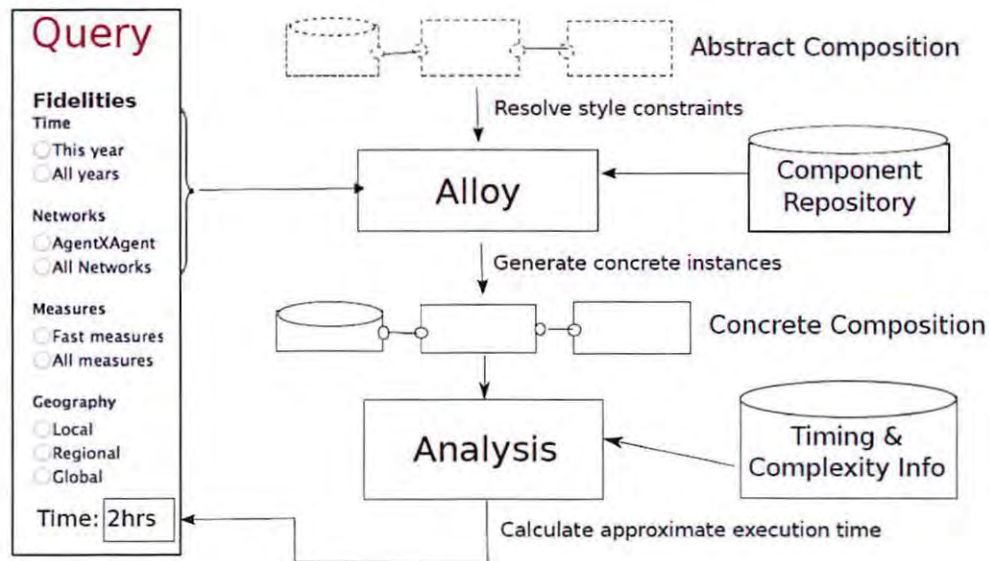 Query
Fidelities
Time
This year
All years
Networks
AgentXAgent
All Networks
Measures
Fast measures
All measures
Geography
Local
Regional
Global
Time: 2hrs
Abstract Composition
Resolve style constraints
Alloy
Component
Repository
Generate concrete instances
Concrete Composition
Analysis
Timing &
Complexity Info
Calculate approximate execution time